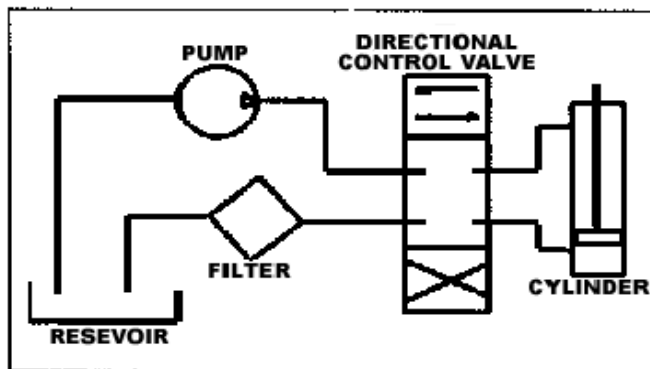 PUMP
DIRECTIONAL
CONTROL VALVE
FILTER
CYLINDER
RESEVOIR